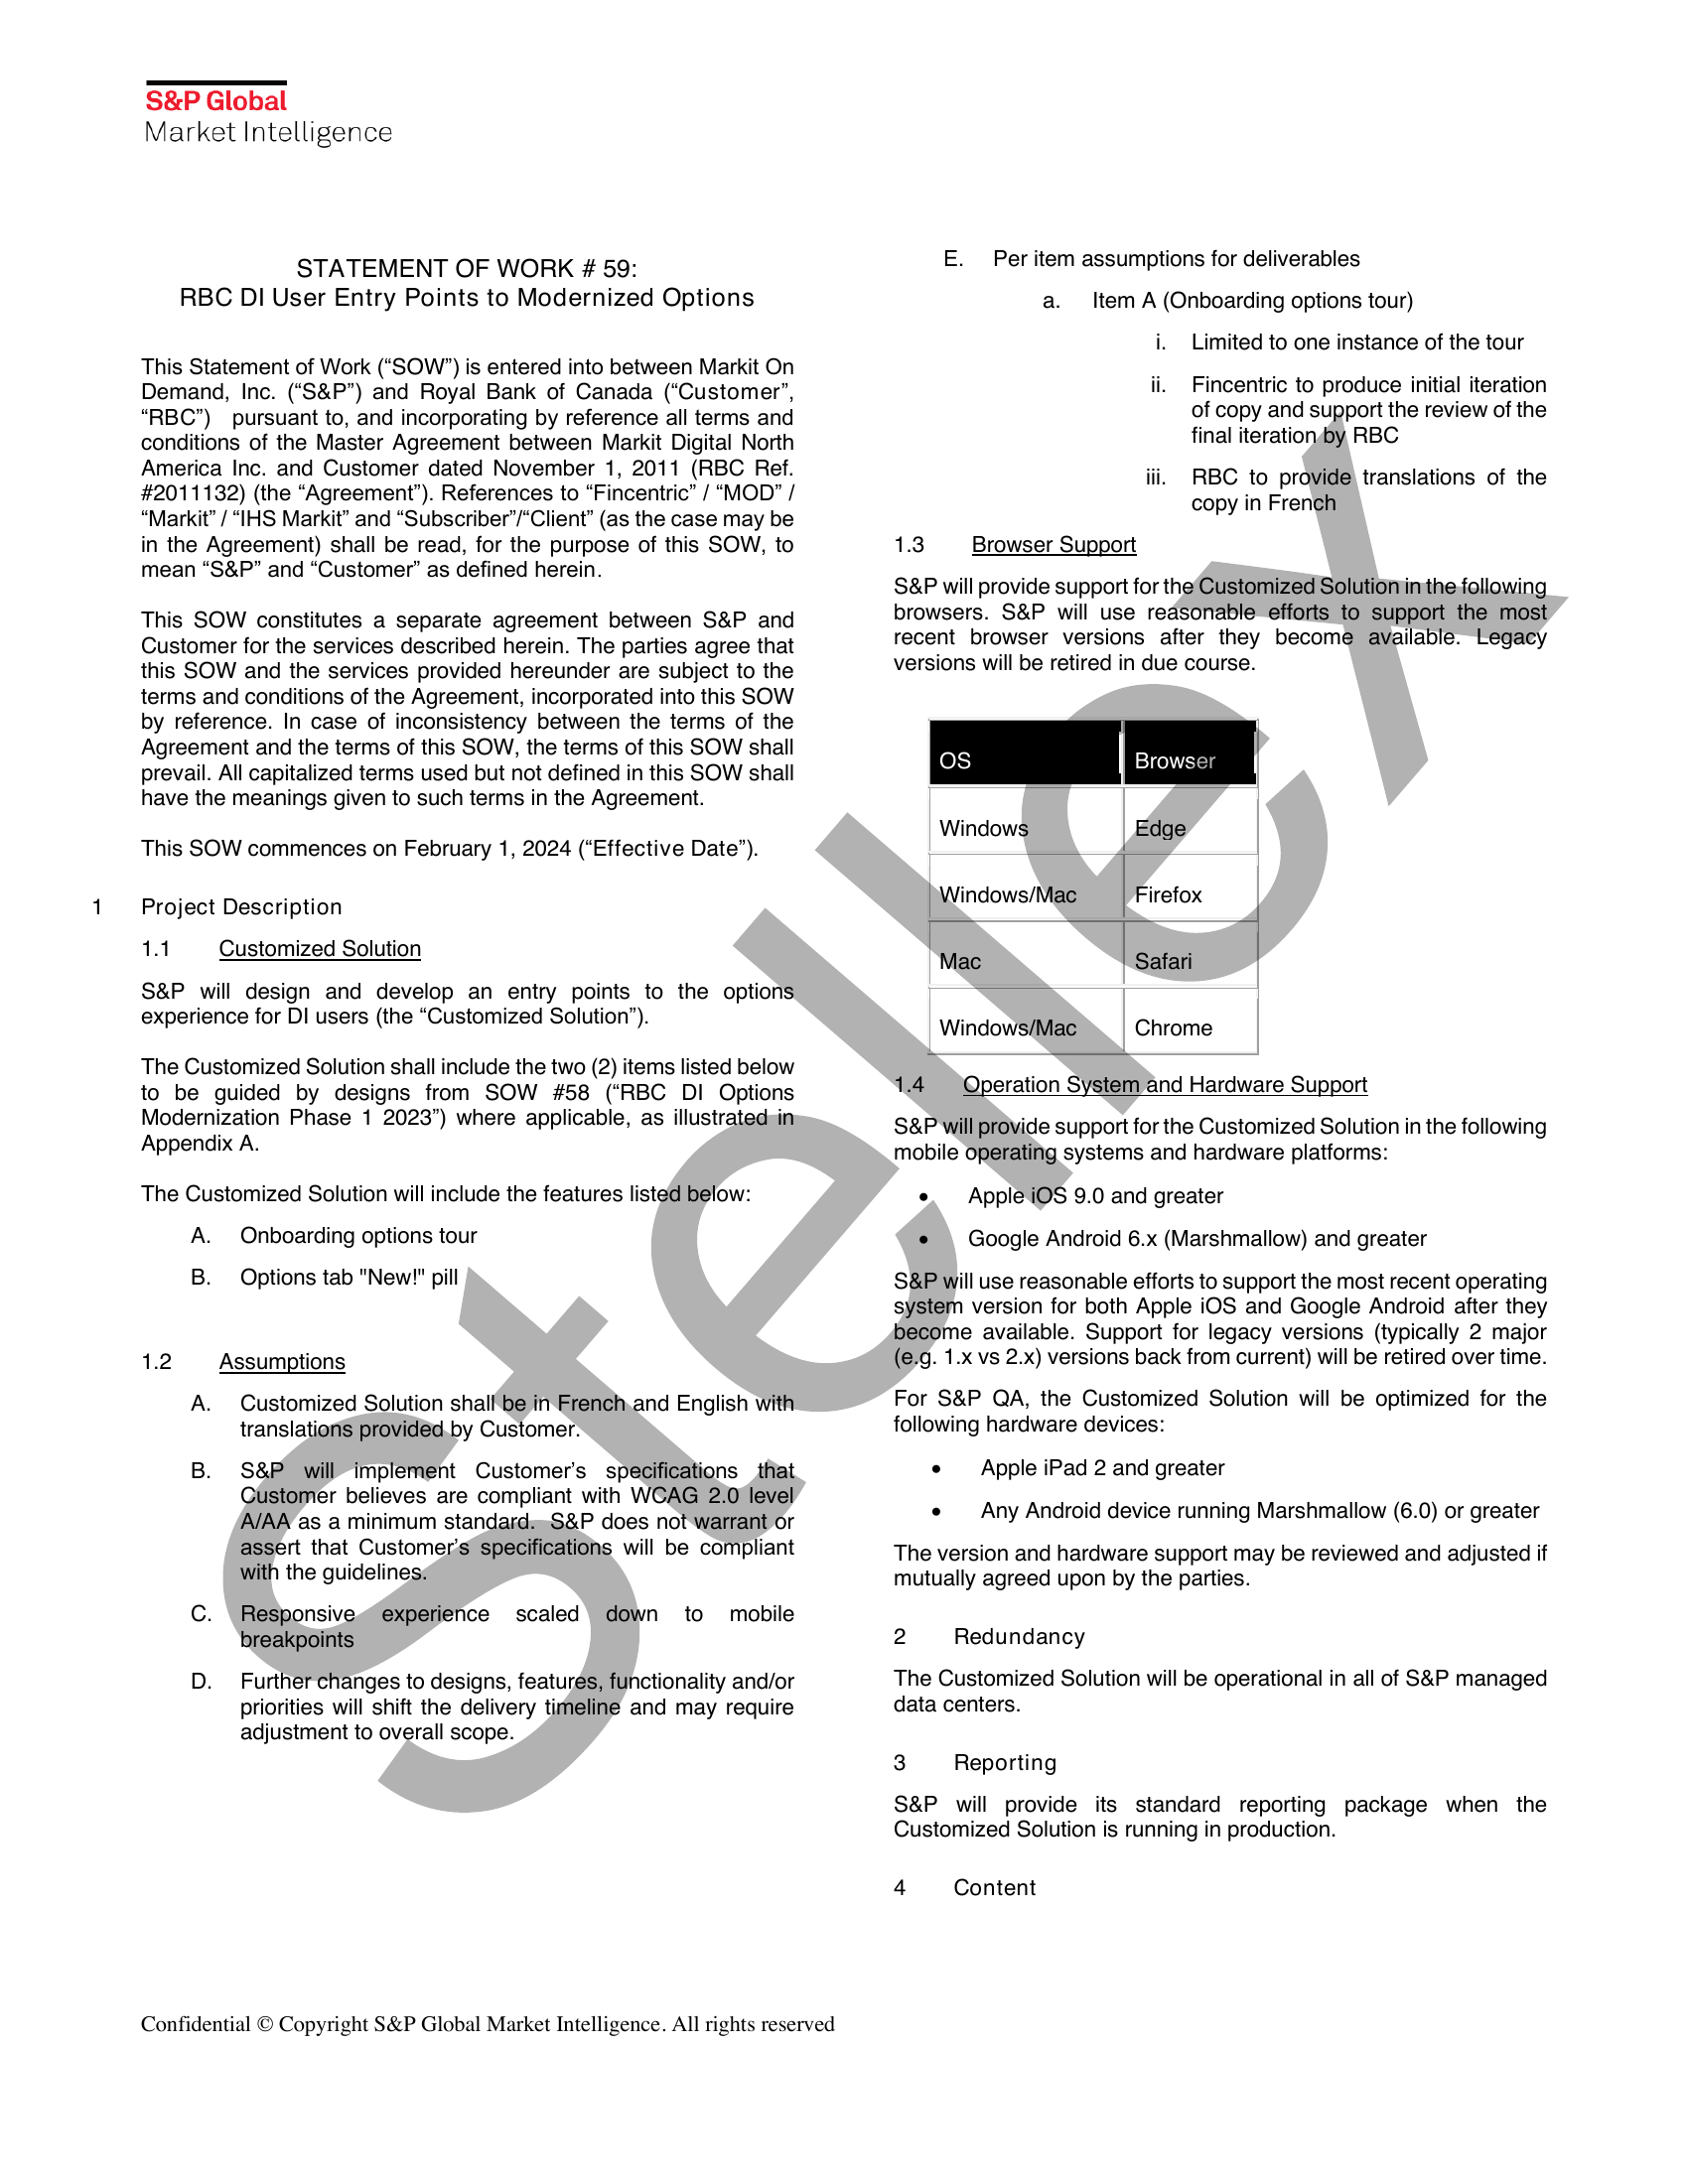 S&P Global
Market Intelligence
STATEMENT OF WORK # 59:
RBC DI User Entry Points to Modernized Options
This Statement of Work (“SOW”) is entered into between Markit On
Demand, Inc. (“S&P”) and Royal Bank of Canada (“Customer”,
“RBC”) pursuant to, and incorporating by reference all terms and
conditions of the Master Agreement between Markit Digital North
America Inc. and Customer dated November 1, 2011 (RBC Ref.
#2011132) (the “Agreement”). References to “Fincentric” / “MOD” /
“Markit” / “IHS Markit” and “Subscriber”/“Client” (as the case may be
in the Agreement) shall be read, for the purpose of this SOW, to
mean “S&P” and “Customer” as defined herein.
This SOW constitutes a separate agreement between S&P and
Customer for the services described herein. The parties agree that
this SOW and the services provided hereunder are subject to the
terms and conditions of the Agreement, incorporated into this SOW
by reference. In case of inconsistency between the terms of the
Agreement and the terms of this SOW, the terms of this SOW shall
prevail. All capitalized terms used but not defined in this SOW shall
have the meanings given to such terms in the Agreement.
This SOW commences on February 1, 2024 (“Effective Date”).
1 Project Description
1.1 Customized Solution
S&P will design and develop an entry points to the options
experience for DI users (the “Customized Solution”).
The Customized Solution shall include the two (2) items listed below
to be guided by designs from SOW #58 (“RBC DI Options
Modernization Phase 1 2023”) where applicable, as illustrated in
Appendix A.
The Customized Solution will include the features listed below:
A. Onboarding options tour
B. Options tab "New!" pill
1.2 Assumptions
A. Customized Solution shall be in French and English with
translations provided by Customer.
B. S&P will implement Customer’s specifications that
Customer believes are compliant with WCAG 2.0 level
A/AA as a minimum standard. S&P does not warrant or
assert that Customer’s specifications will be compliant
with the guidelines.
C. Responsive experience scaled down to mobile
breakpoints
D. Further changes to designs, features, functionality and/or
priorities will shift the delivery timeline and may require
adjustment to overall scope.
E. Per item assumptions for deliverables
a. Item A (Onboarding options tour)
i. Limited to one instance of the tour
ii. Fincentric to produce initial iteration
of copy and support the review of the
final iteration by RBC
iii. RBC to provide translations of the
copy in French
1.3 Browser Support
S&P will provide support for the Customized Solution in the following
browsers. S&P will use reasonable efforts to support the most
recent browser versions after they become available. Legacy
versions will be retired in due course.
OS Browser
Windows Edge
Windows/Mac Firefox
Mac Safari
Windows/Mac Chrome
1.4 Operation System and Hardware Support
S&P will provide support for the Customized Solution in the following
mobile operating systems and hardware platforms:
• Apple iOS 9.0 and greater
• Google Android 6.x (Marshmallow) and greater
S&P will use reasonable efforts to support the most recent operating
system version for both Apple iOS and Google Android after they
become available. Support for legacy versions (typically 2 major
(e.g. 1.x vs 2.x) versions back from current) will be retired over time.
For S&P QA, the Customized Solution will be optimized for the
following hardware devices:
• Apple iPad 2 and greater
• Any Android device running Marshmallow (6.0) or greater
The version and hardware support may be reviewed and adjusted if
mutually agreed upon by the parties.
2 Redundancy
The Customized Solution will be operational in all of S&P managed
data centers.
3 Reporting
S&P will provide its standard reporting package when the
Customized Solution is running in production.
4 Content
Confidential © Copyright S&P Global Market Intelligence. All rights reserved
Stellex